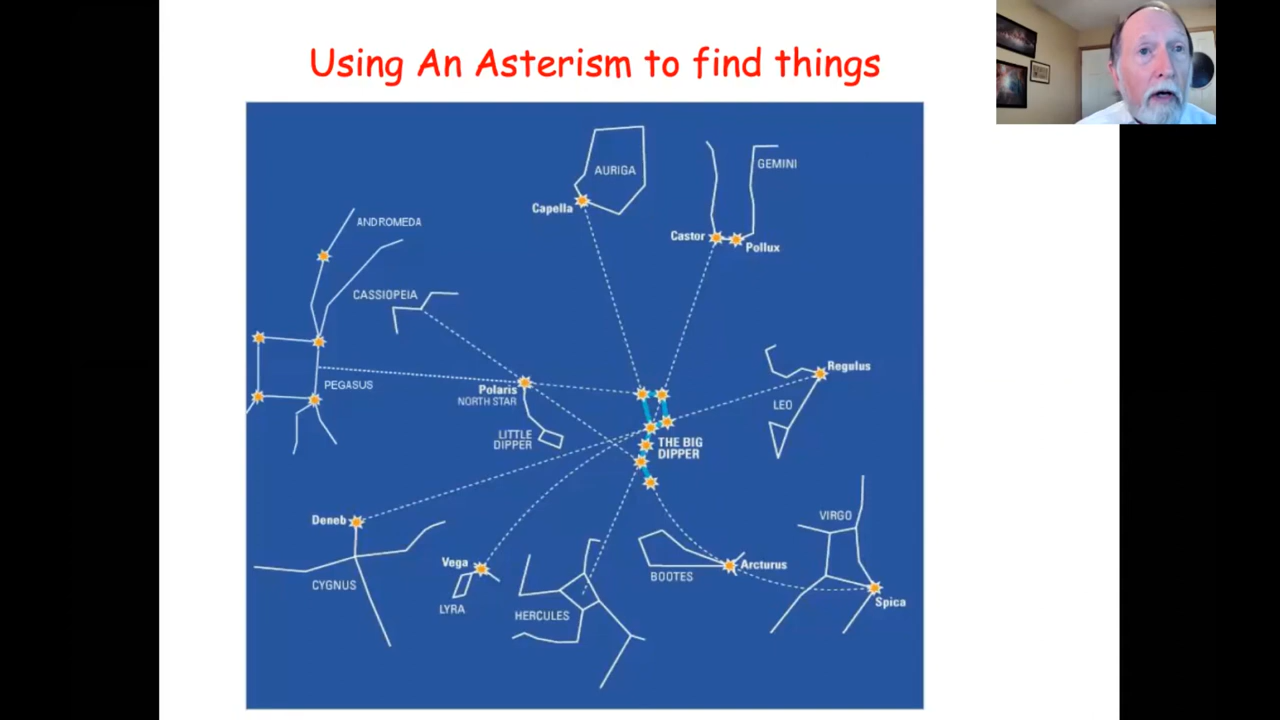 Using An Asterism to find things
AURIGA
GEMINI
Capella
ANDROMEDA
Castor
Pollux
CASSIOPEIA
Regulus
PEGASUS
Polaris
NORTH STAR
LEO
LITTLE
DIPPER
THE BIG
DIPPER
Deneb
VIRGO
Vega
Arcturus
CYGNUS
BOOTES
LYRA
HERCULES
Spica